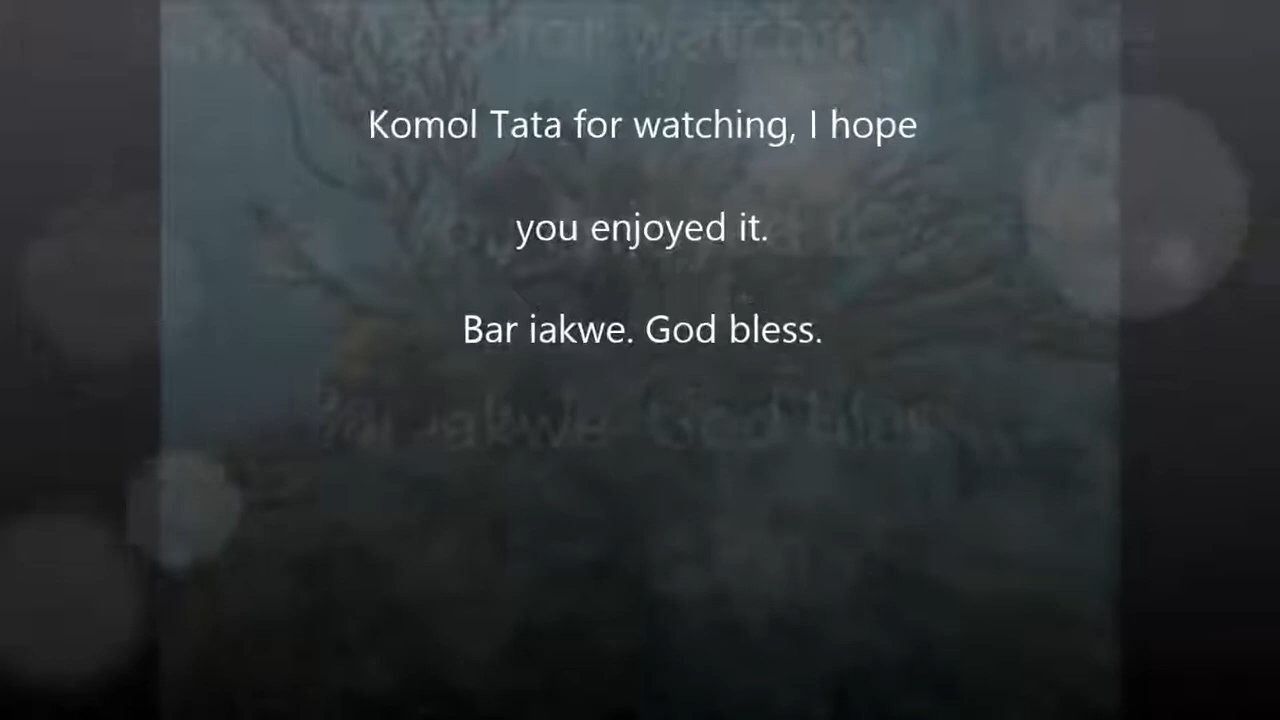 Komol Tata for watching, I hope
you enjoyed it.
Bar iakwe. God bless.